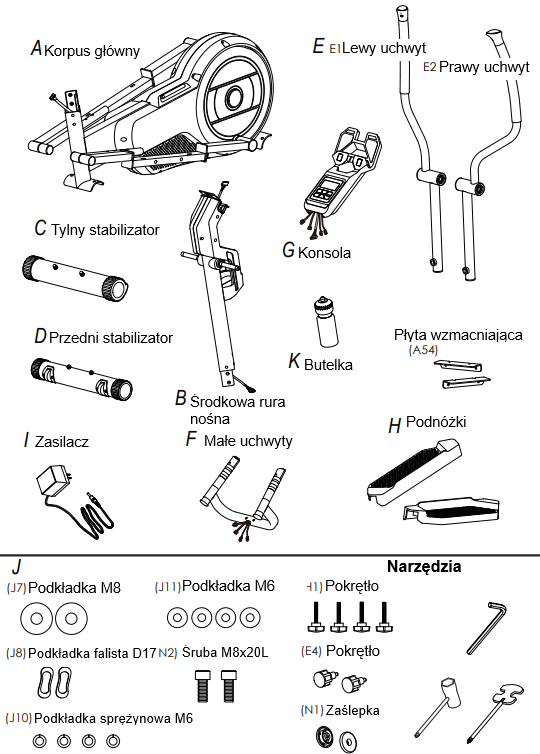 A Korpus główny
E E1 Lewy uchwyt
E2 Prawy uchwyt
C Tylny stabilizator
G Konsola
D Przedni stabilizator
Płyta wzmacniająca
(A54)
K Butelka
B Środkowa rura
nośna
H Podnóżki
I Zasilacz
F Małe uchwyty
J
Narzędzia
(J7) Podkładka M8
(J11) Podkładka M6
H1) Pokrętło
(J8) Podkładka falista D17
N2) Śruba M8x20L
(E4) Pokrętło
(N1) Zaślepka
(J10) Podkładka sprężynowa M6